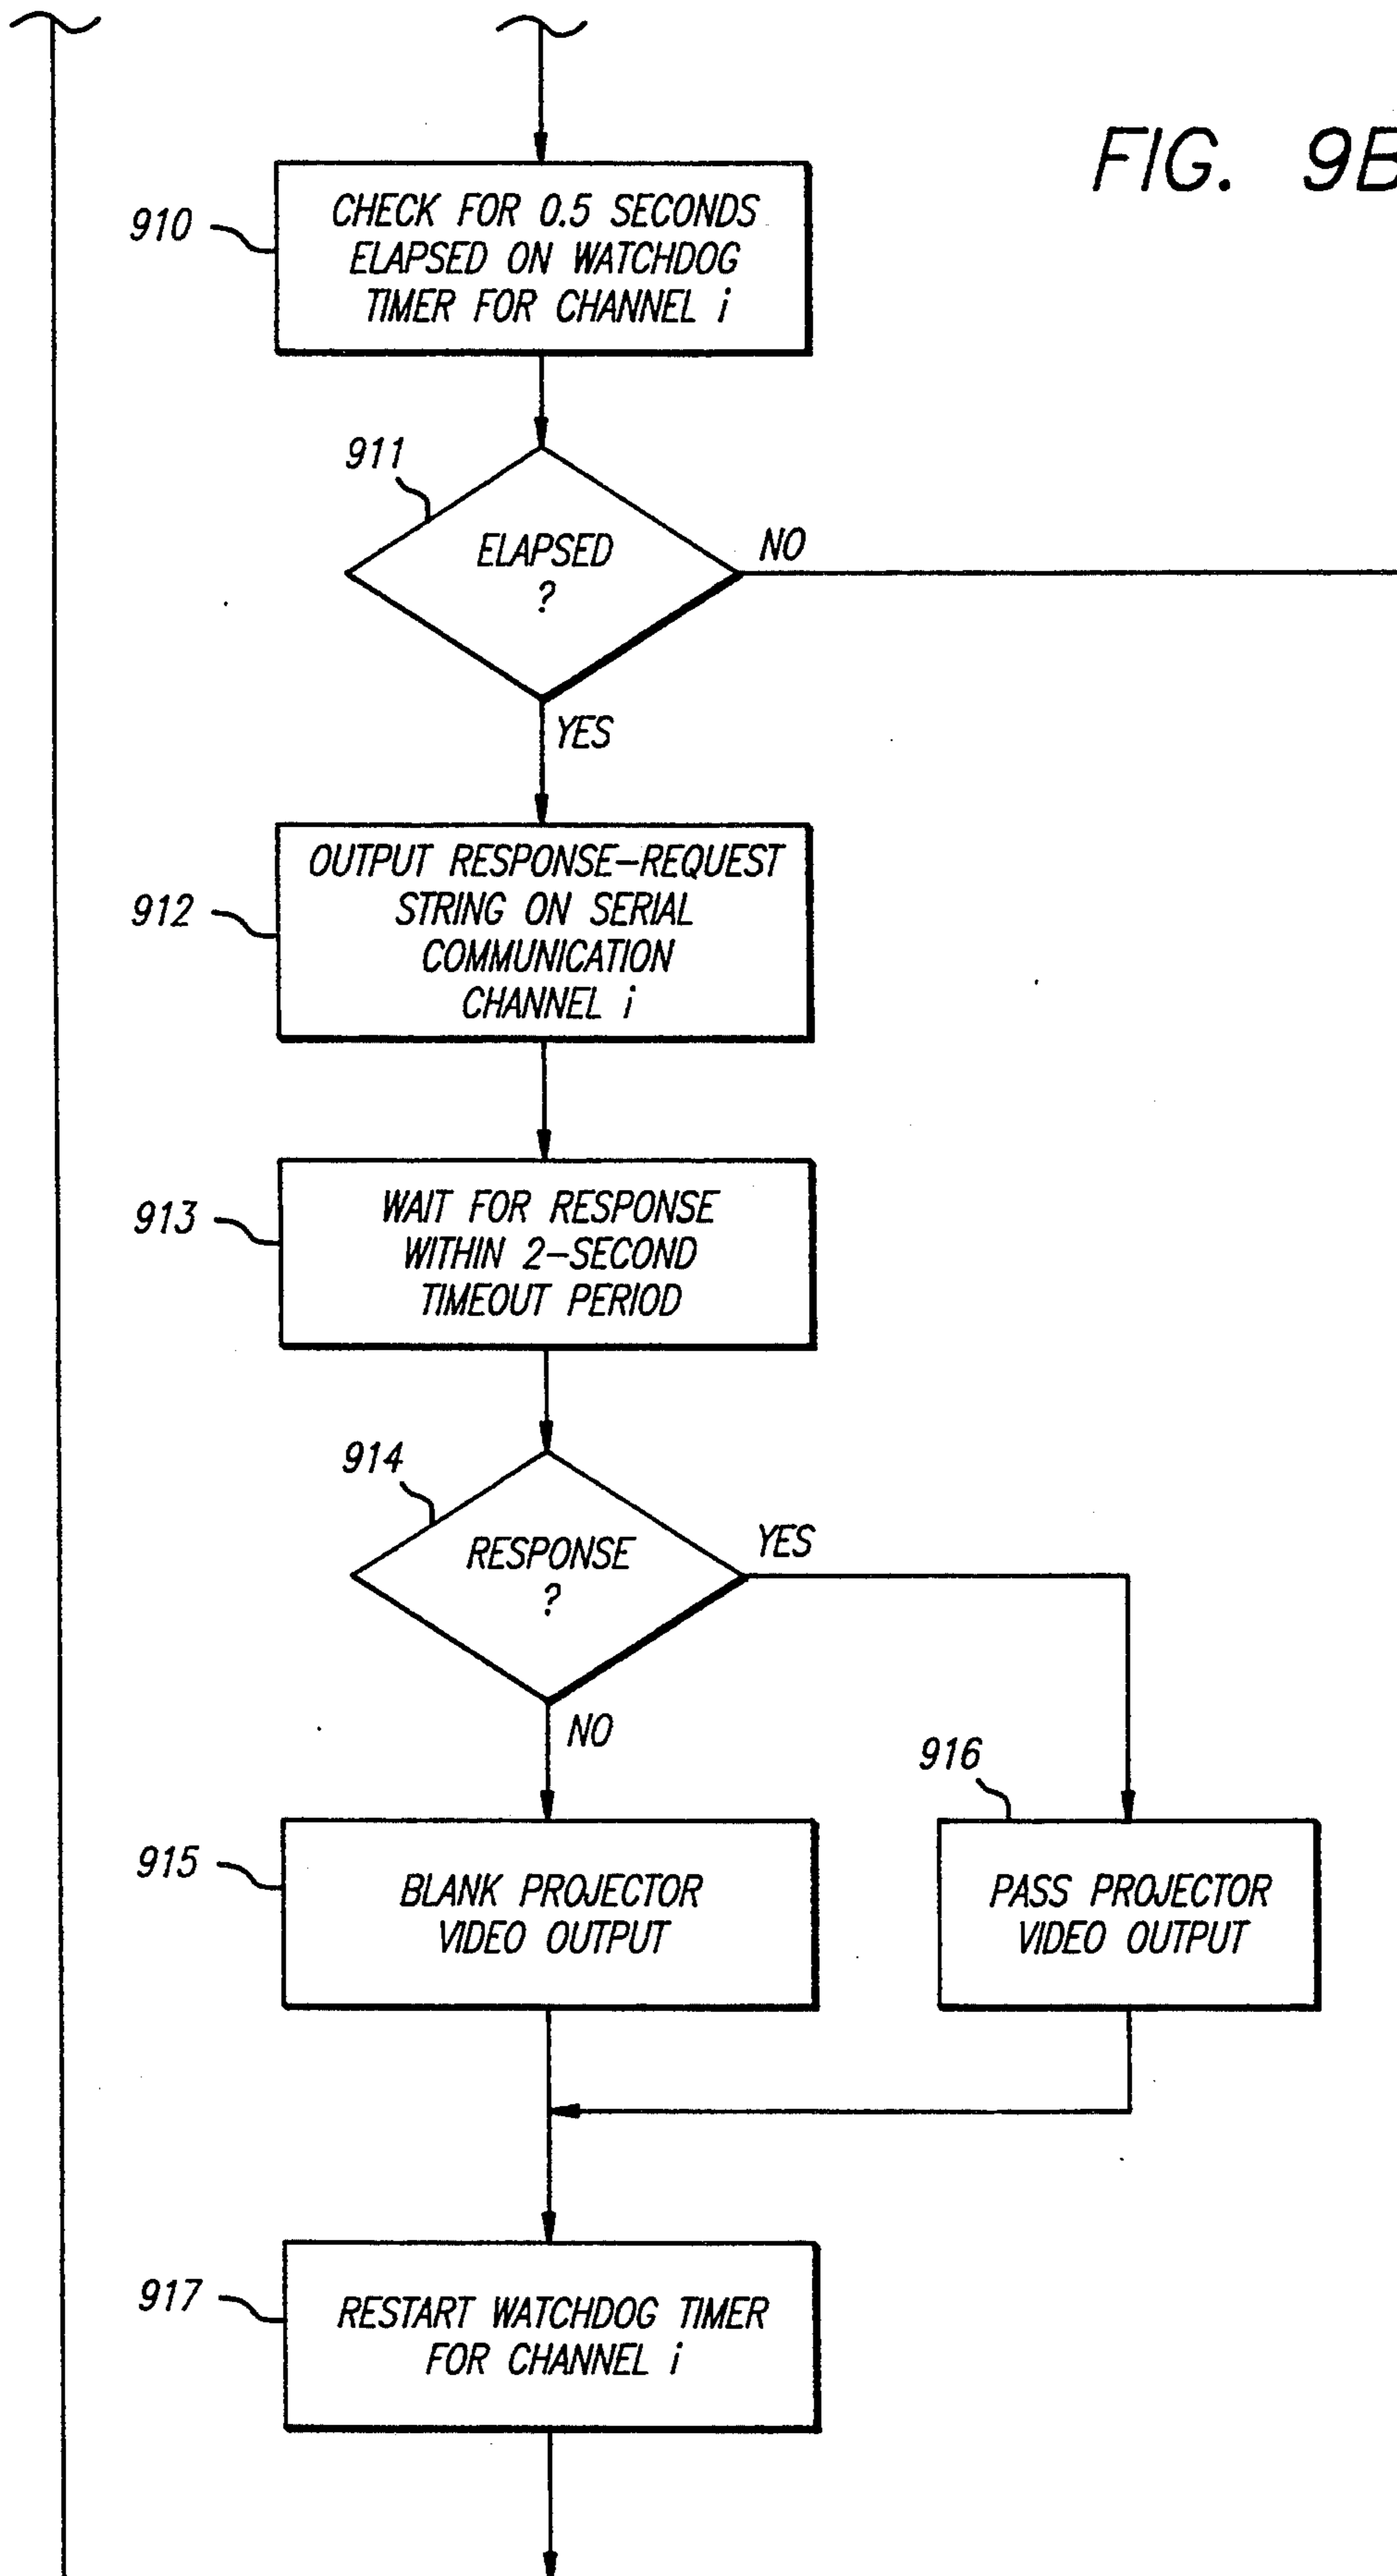 FIG. 9B
910
CHECK FOR 0.5 SECONDS
ELAPSED ON WATCHDOG
TIMER FOR CHANNEL i
911
ELAPSED
?
NO
YES
912
OUTPUT RESPONSE-REQUEST
STRING ON SERIAL
COMMUNICATION
CHANNEL i
913
WAIT FOR RESPONSE
WITHIN 2-SECOND
TIMEOUT PERIOD
914
RESPONSE
?
YES
NO
915
BLANK PROJECTOR
VIDEO OUTPUT
916
PASS PROJECTOR
VIDEO OUTPUT
917
RESTART WATCHDOG TIMER
FOR CHANNEL i